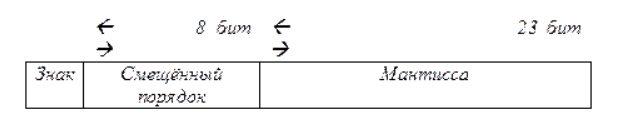 ← 8 бит ← 23 бит
→ →
Знак Смещённый Мантисса
порядок